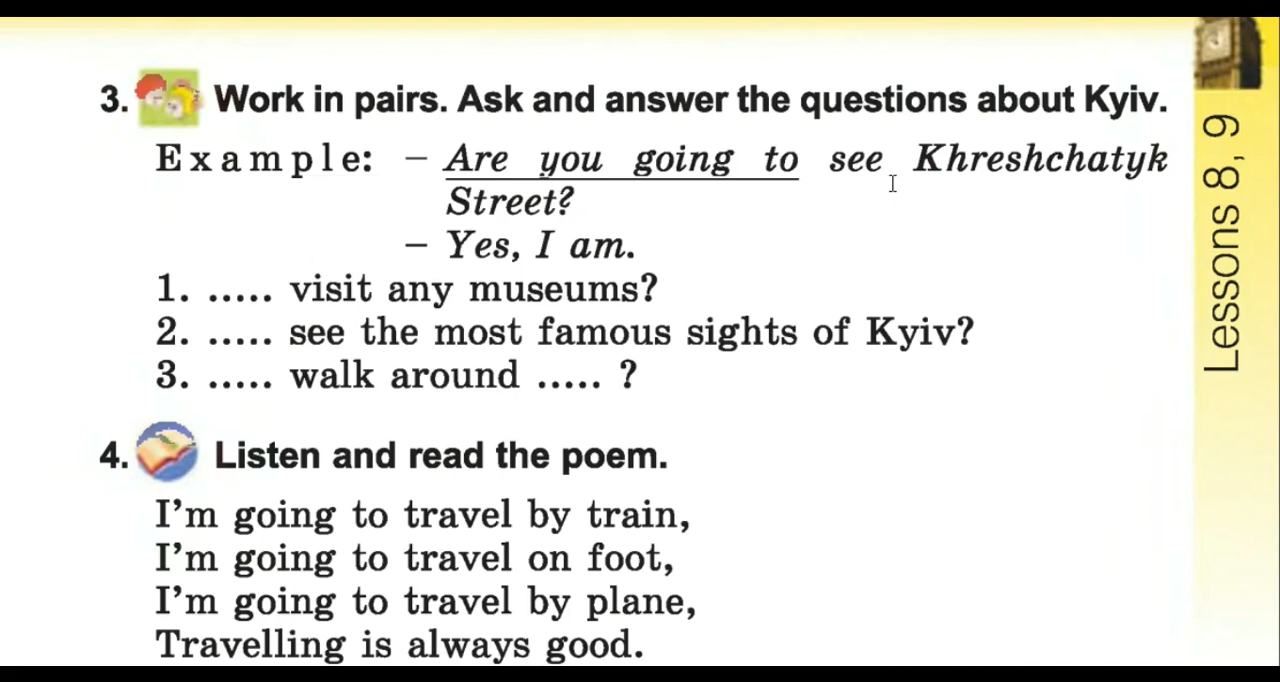 3. Work in pairs. Ask and answer the questions about Kyiv.
Example: – Are you going to see Khreshchatyk
Street?
– Yes, I am.
1. ..... visit any museums?
2. ..... see the most famous sights of Kyiv?
3. ..... walk around ..... ?
4. Listen and read the poem.
I’m going to travel by train,
I’m going to travel on foot,
I’m going to travel by plane,
Travelling is always good.
Lessons 8, 9